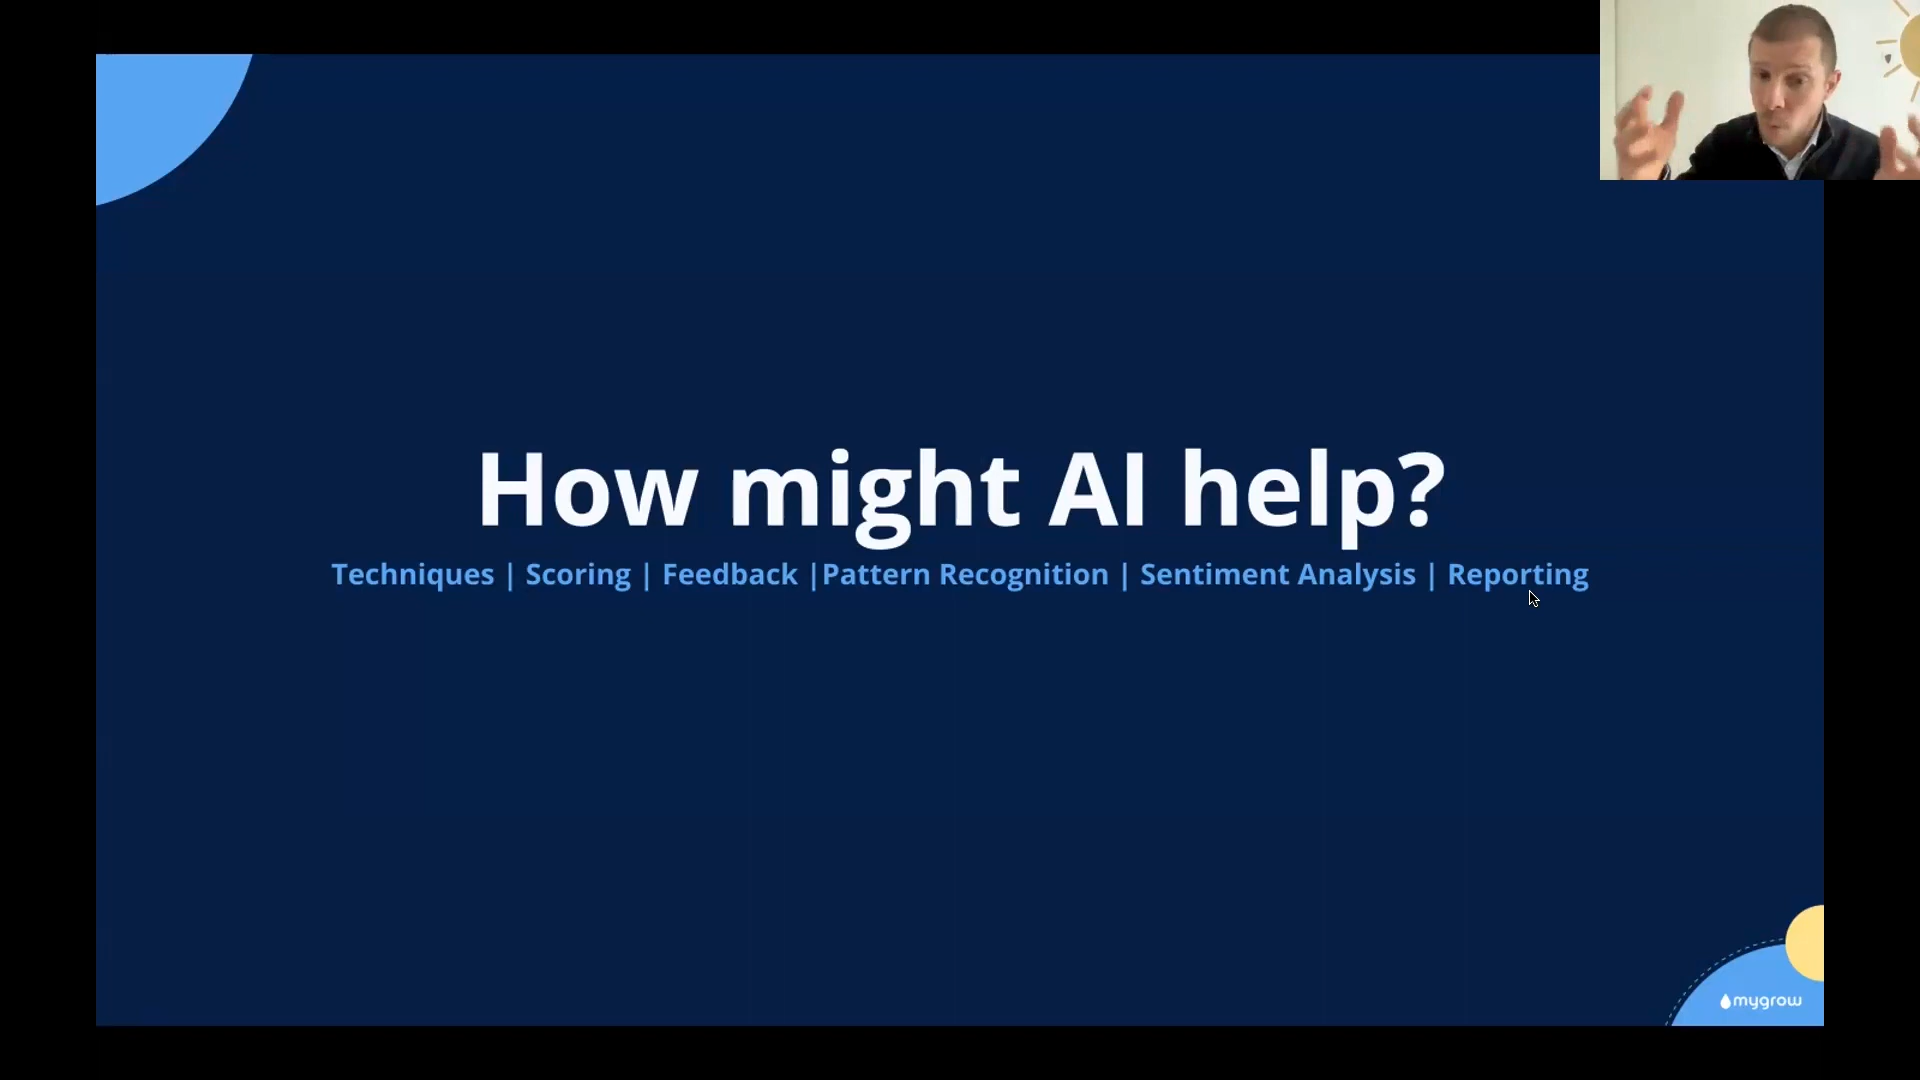 How might AI help?
Techniques | Scoring | Feedback |Pattern Recognition | Sentiment Analysis | Reporting
mygrow